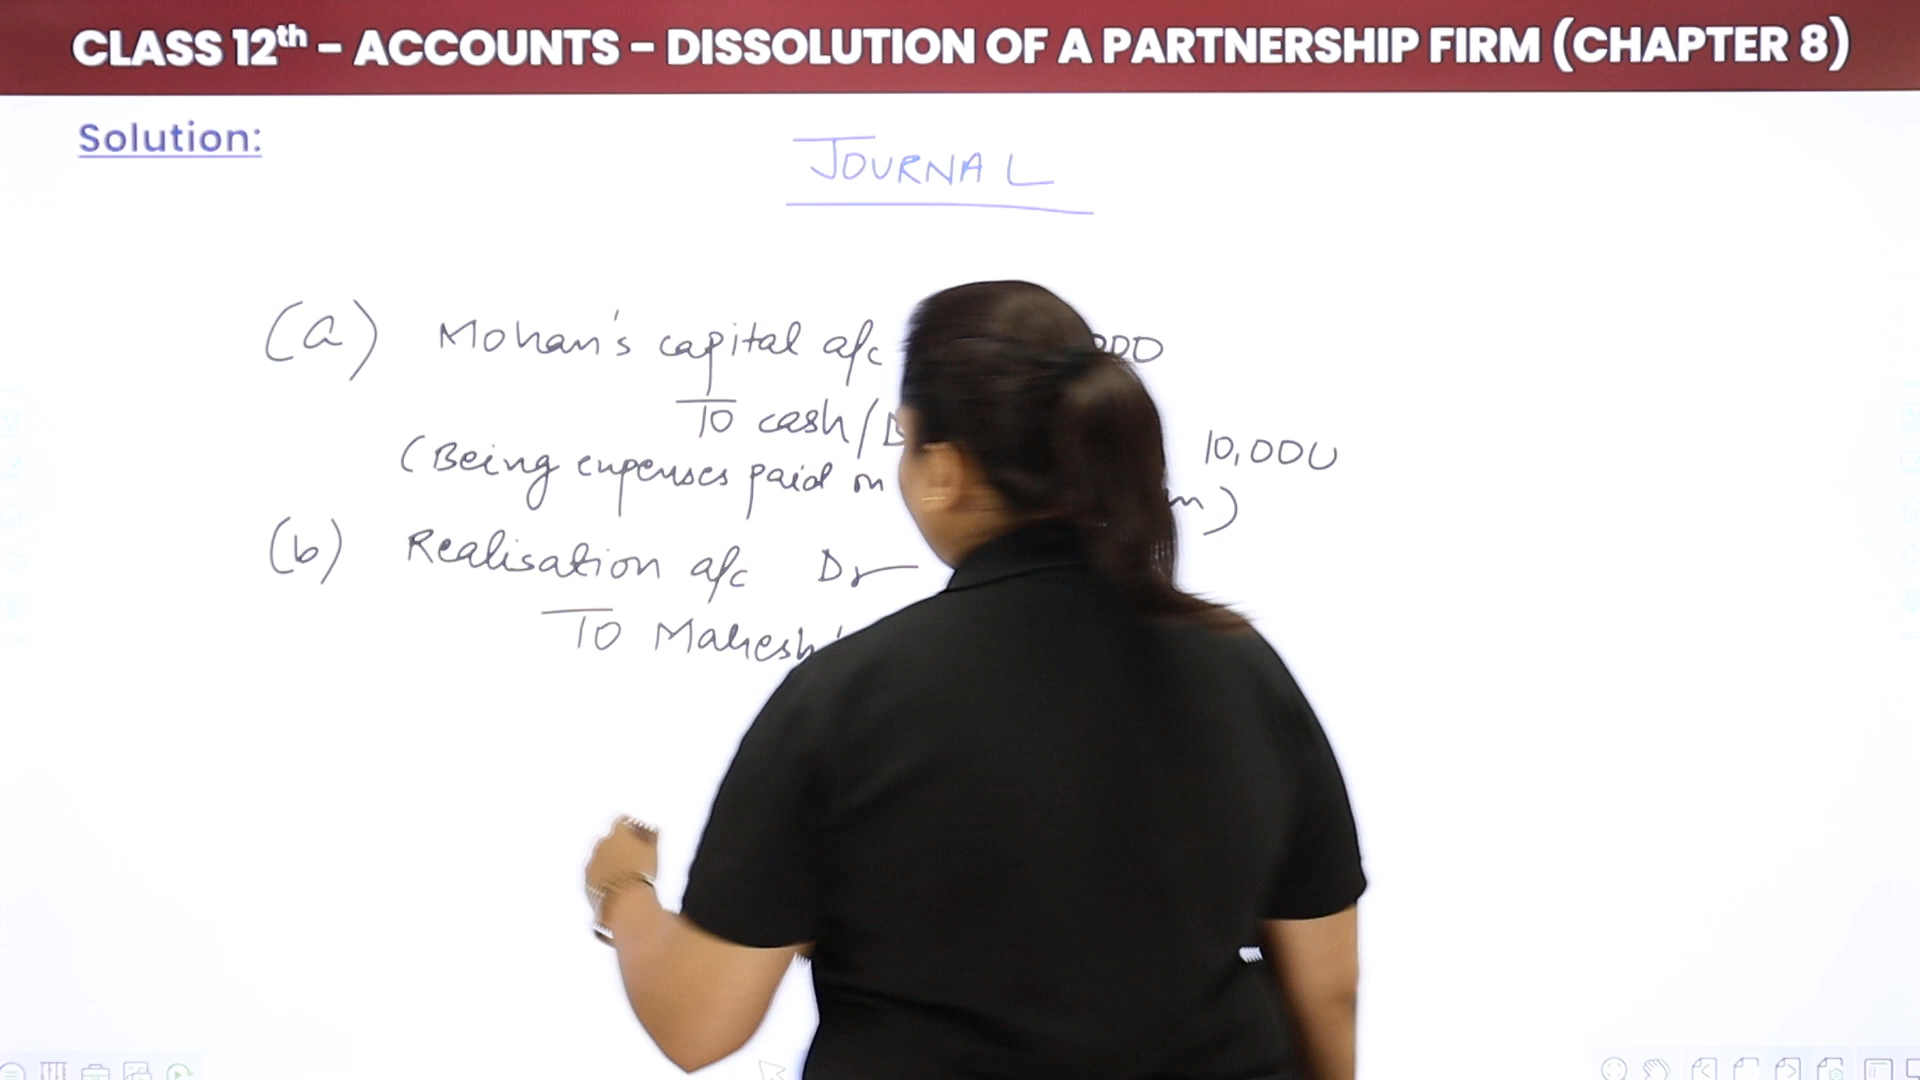 CLASS 12th – ACCOUNTS – DISSOLUTION OF A PARTNERSHIP FIRM (CHAPTER 8)
Solution:
JOURNAL
(a) Mohan's capital a/c
To cash/ 10,000
(Being expenses paid on
(b) Realisation a/c Dr
To Mahesh'